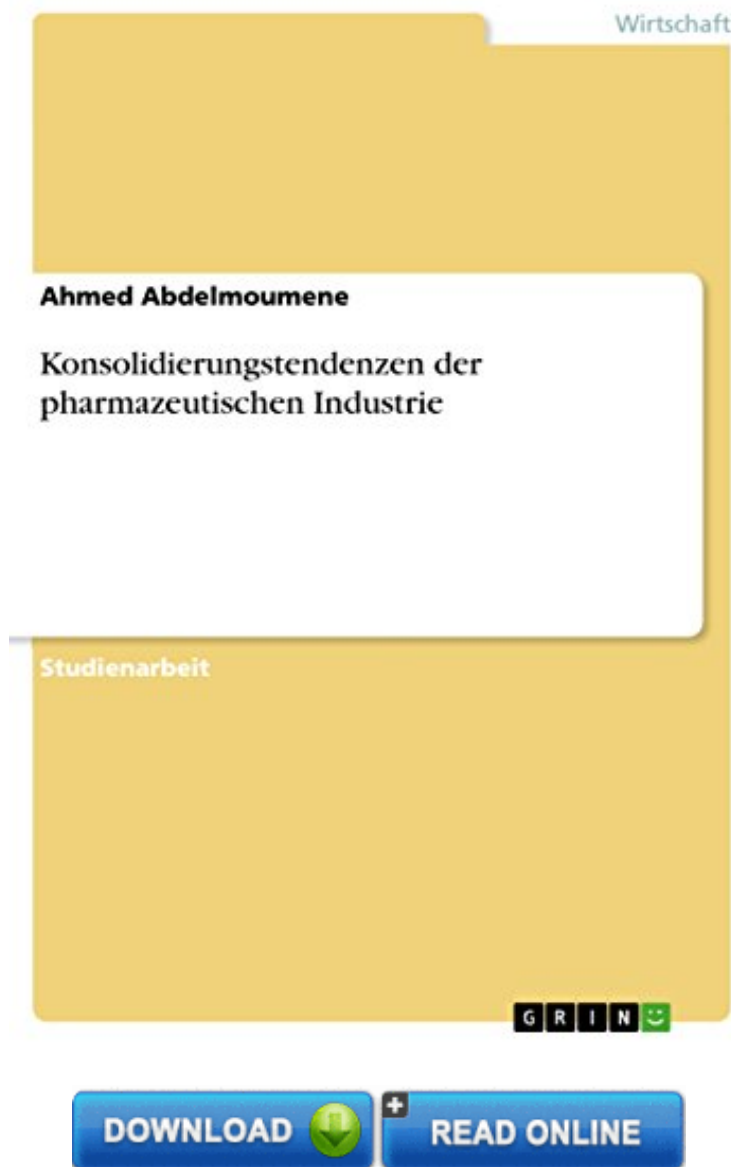 Wirtschaft
Ahmed Abdelmoumene
Konsolidierungstendenzen der
pharmazeutischen Industrie
Studienarbeit
GRIN
DOWNLOAD
READ ONLINE